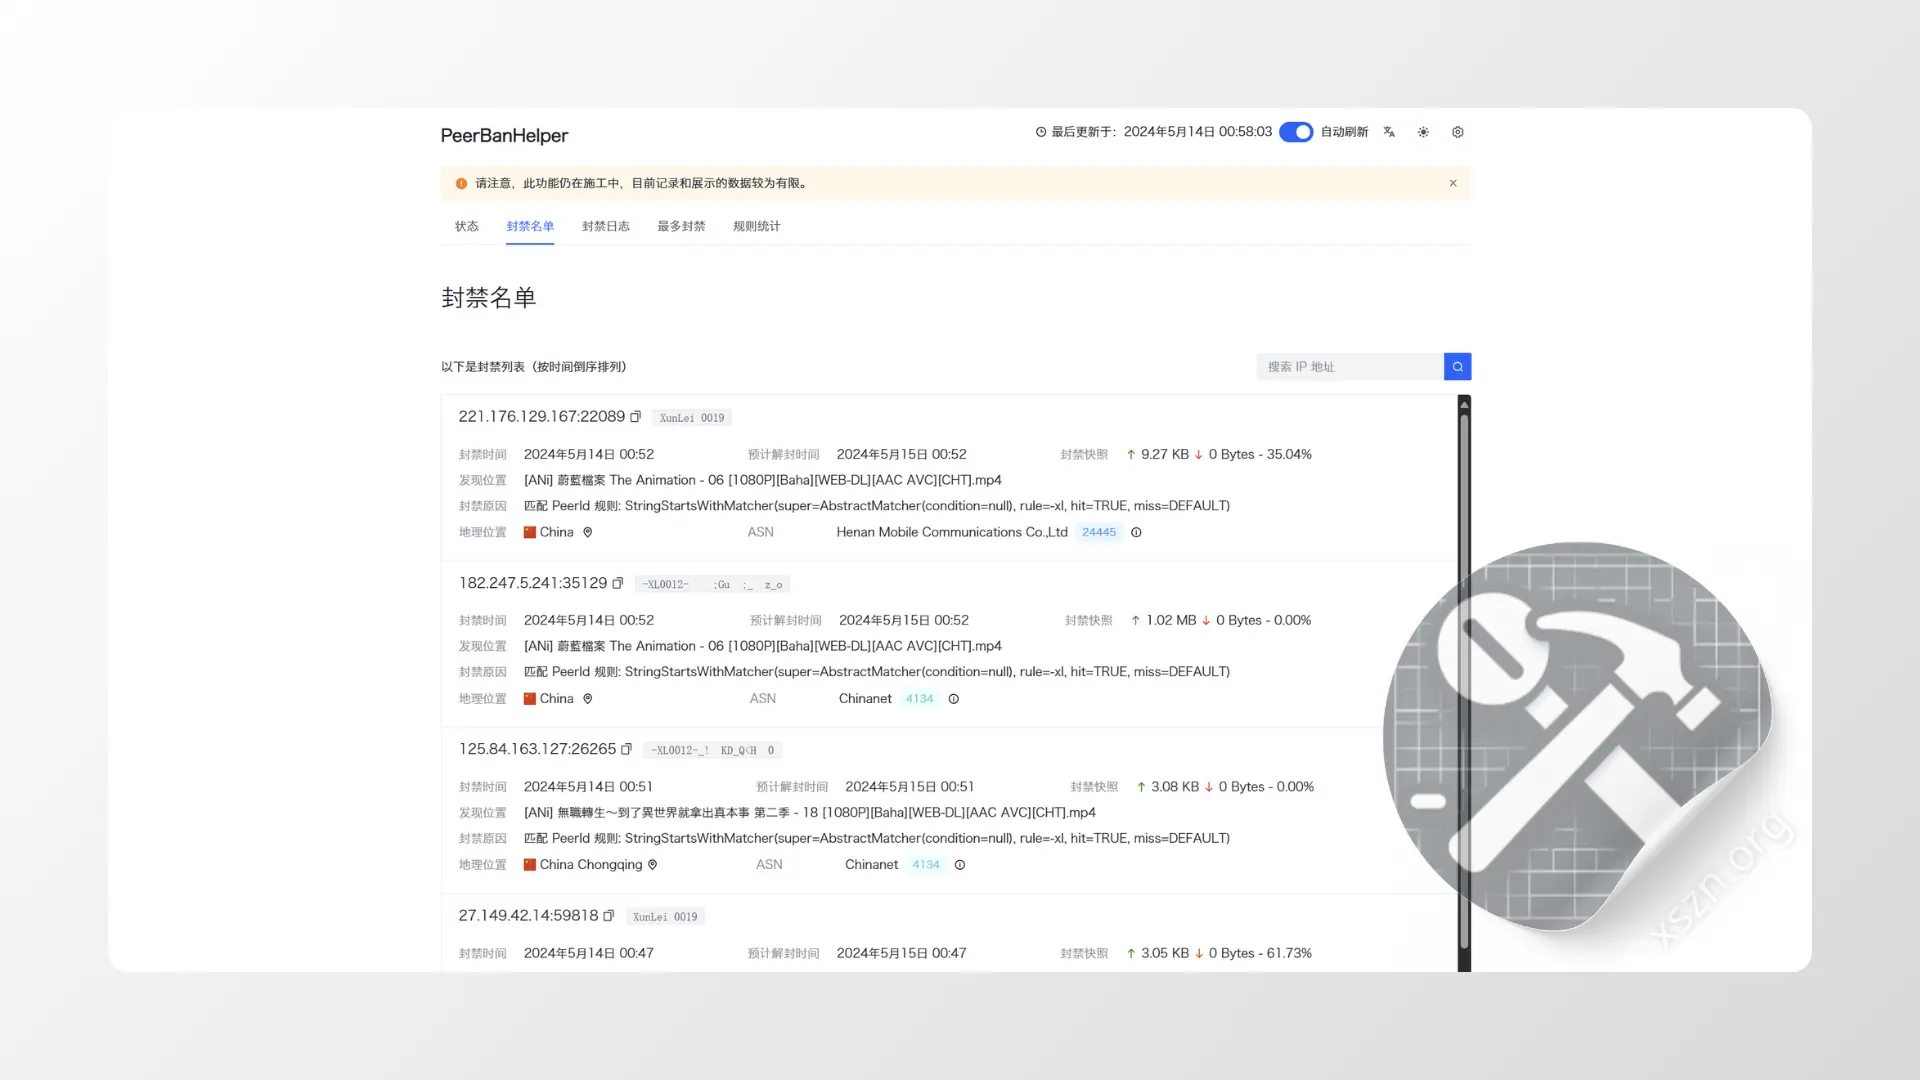 PeerBanHelper
最后更新于： 2024年5月14日 00:58:03 自动刷新
请注意，此功能仍在施工中，目前记录和展示的数据较为有限。
状态 封禁名单 封禁日志 最多封禁 规则统计
封禁名单
以下是封禁列表（按时间倒序排列）
搜索 IP 地址
221.176.129.167:22089 XunLei 0019
封禁时间 2024年5月14日 00:52 预计解封时间 2024年5月15日 00:52 封禁快照 ↑ 9.27 KB ↓ 0 Bytes - 35.04%
发现位置 [ANi] 蔚藍檔案 The Animation - 06 [1080P][Baha][WEB-DL][AAC AVC][CHT].mp4
封禁原因 匹配 PeerId 规则: StringStartsWithMatcher(super=AbstractMatcher(condition=null), rule=-xl, hit=TRUE, miss=DEFAULT)
地理位置 China ASN Henan Mobile Communications Co.,Ltd 24445
182.247.5.241:35129 -XL0012- ;Gu ;_ z_o
封禁时间 2024年5月14日 00:52 预计解封时间 2024年5月15日 00:52 封禁快照 ↑ 1.02 MB ↓ 0 Bytes - 0.00%
发现位置 [ANi] 蔚藍檔案 The Animation - 06 [1080P][Baha][WEB-DL][AAC AVC][CHT].mp4
封禁原因 匹配 PeerId 规则: StringStartsWithMatcher(super=AbstractMatcher(condition=null), rule=-xl, hit=TRUE, miss=DEFAULT)
地理位置 China ASN Chinanet 4134
125.84.163.127:26265 -XL0012-_! KD_Q<H 0
封禁时间 2024年5月14日 00:51 预计解封时间 2024年5月15日 00:51 封禁快照 ↑ 3.08 KB ↓ 0 Bytes - 0.00%
发现位置 [ANi] 無職轉生～到了異世界就拿出真本事 第二季 - 18 [1080P][Baha][WEB-DL][AAC AVC][CHT].mp4
封禁原因 匹配 PeerId 规则: StringStartsWithMatcher(super=AbstractMatcher(condition=null), rule=-xl, hit=TRUE, miss=DEFAULT)
地理位置 China Chongqing ASN Chinanet 4134
27.149.42.14:59818 XunLei 0019
封禁时间 2024年5月14日 00:47 预计解封时间 2024年5月15日 00:47 封禁快照 ↑ 3.05 KB ↓ 0 Bytes - 61.73%
xszn.org